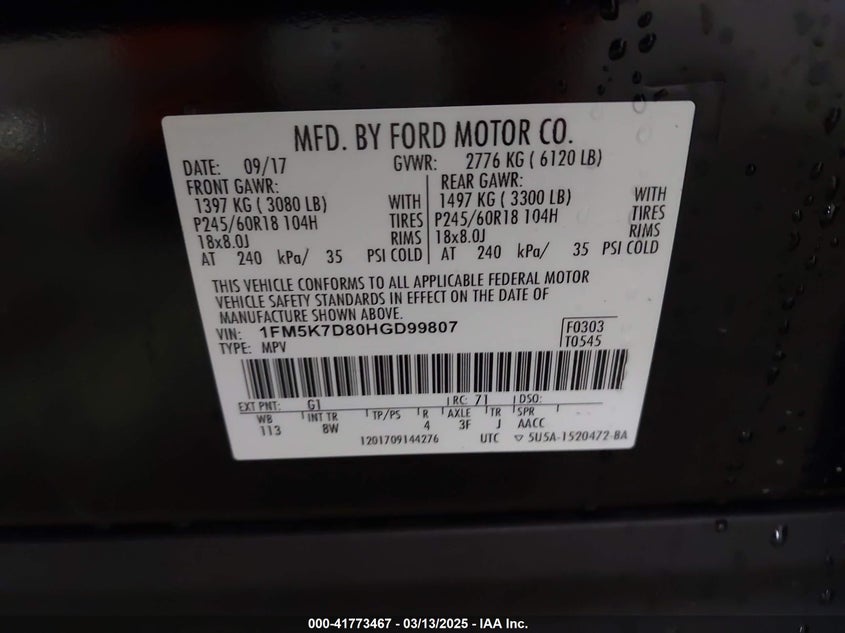 MFD. BY FORD MOTOR CO.
DATE: 09/17 GVWR: 2776 KG ( 6120 LB)
FRONT GAWR: REAR GAWR:
1397 KG ( 3080 LB) WITH 1497 KG ( 3300 LB) WITH
P245/60R18 104H TIRES P245/60R18 104H TIRES
18x8.0J RIMS 18x8.0J RIMS
AT 240 kPa/ 35 PSI COLD AT 240 kPa/ 35 PSI COLD
THIS VEHICLE CONFORMS TO ALL APPLICABLE FEDERAL MOTOR
VEHICLE SAFETY STANDARDS IN EFFECT ON THE DATE OF
MANUFACTURE SHOWN ABOVE.
VIN: 1FM5K7D80HGD99807 F0303
TYPE: MPV T0545
EXT PNT: G1 RC: 71 DSO:
WB INT TR TP/PS R AXLE TR SPR
113 8W 4 3F J AACC
1201709144276 UTC ▽ 5U5A-1520472-BA
000-41773467 - 03/13/2025 - IAA Holdings, LLC.